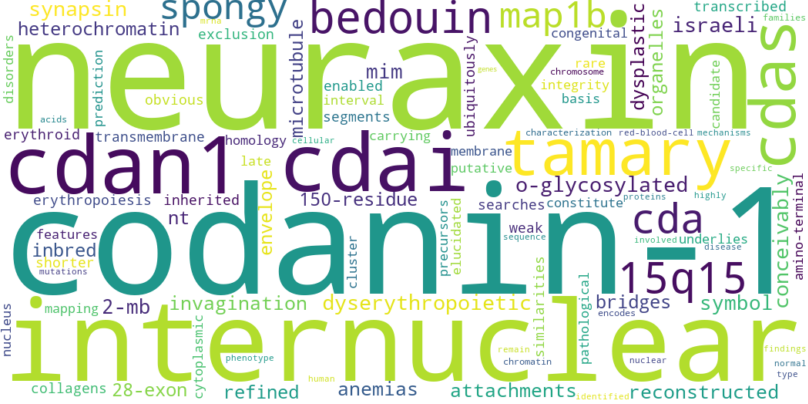 synapsin spongy bedouin map1b transcribed
heterochromatin exclusion congenital israeli families
mrna
neuraxin
disorders acids prediction obvious microtubule mim enabled interval segments ubiquitously rare chromosome integrity basis dysplastic organelles candidate genes
cdas
erythroid transmembrane homology cellular carrying characterization red-blood-cell mechanisms
cdan1 late cdai membrane putative tamary specific
erythropoiesis inherited envelope 150-residue o-glycosylated
nt searches constitute proteins highly conceivably amino-terminal
features inbred shorter mutations
codanin-1
cluster precursors elucidated weak sequence cda involved underlies disease
15q15
nucleus mapping 2-mb invagination dyserythropoietic similarities pathological bridges encodes symbol
internuclear
cytoplasmic phenotype remain chromatin nuclear findings normal type
human
collagens 28-exon refined anemias attachments identified reconstructed